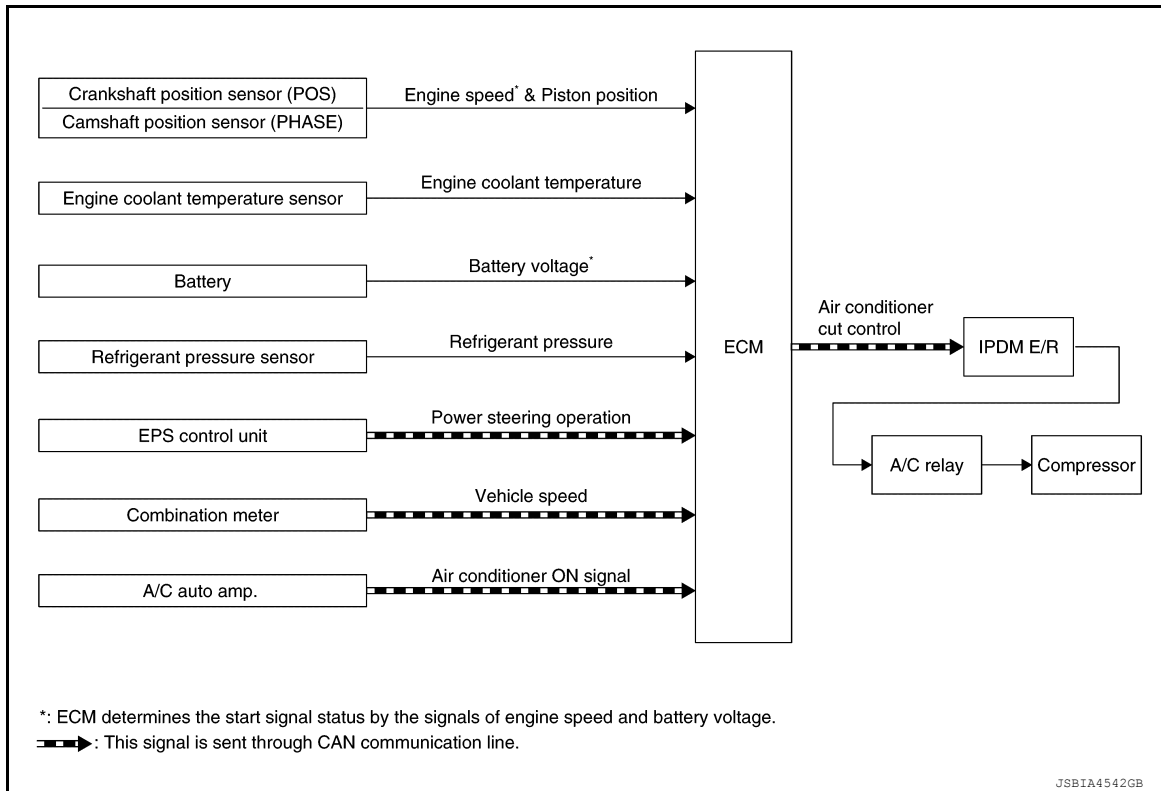 Crankshaft position sensor (POS)
Camshaft position sensor (PHASE)
Engine speed* & Piston position
Engine coolant temperature sensor
Engine coolant temperature
Battery
Battery voltage*
Refrigerant pressure sensor
Refrigerant pressure
EPS control unit
Power steering operation
Combination meter
Vehicle speed
A/C auto amp.
Air conditioner ON signal
ECM
Air conditioner
cut control
IPDM E/R
A/C relay
Compressor
*: ECM determines the start signal status by the signals of engine speed and battery voltage.
: This signal is sent through CAN communication line.
JSBIA4542GB